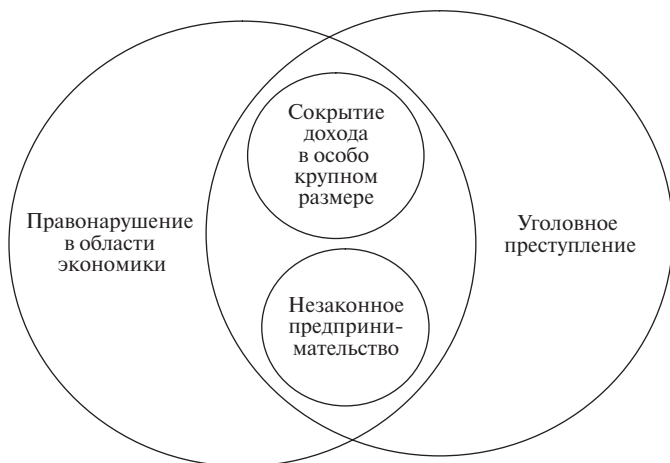 Сокрытие
дохода
в особо
крупном
размере
Правонарушение
в области
экономики
Уголовное
преступление
Незаконное
предприни-
мательство